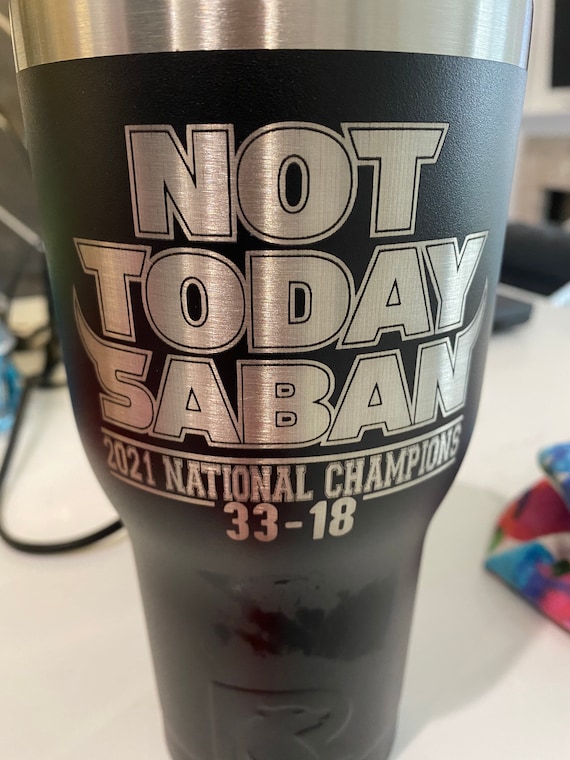 NOT
TODAY
SABAN
2021 NATIONAL CHAMPIONS
33-18
R